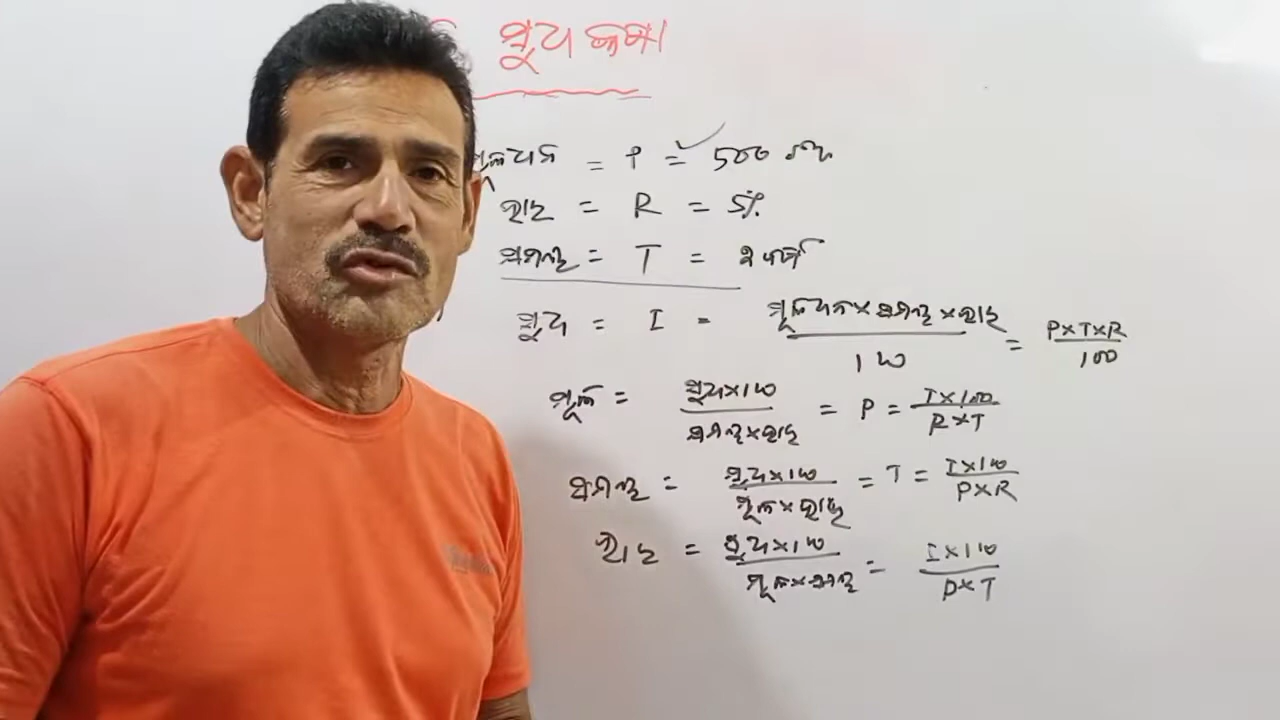 ସୁଧ କଷା
ମୂଳଧନ = P = 500 ଟଙ୍କା
ହାର = R = 5%
ସମୟ = T = ୨ ବର୍ଷ
ସୁଧ = I = ମୂଳଧନ × ସମୟ × ହାର / 100 = P×T×R / 100
ମୂଳ = ସୁଧ×100 / ସମୟ×ହାର = P = I×100 / R×T
ସମୟ = ସୁଧ×100 / ମୂଳ×ହାର = T = I×100 / P×R
ହାର = ସୁଧ×100 / ମୂଳ×ସମୟ = I×100 / P×T